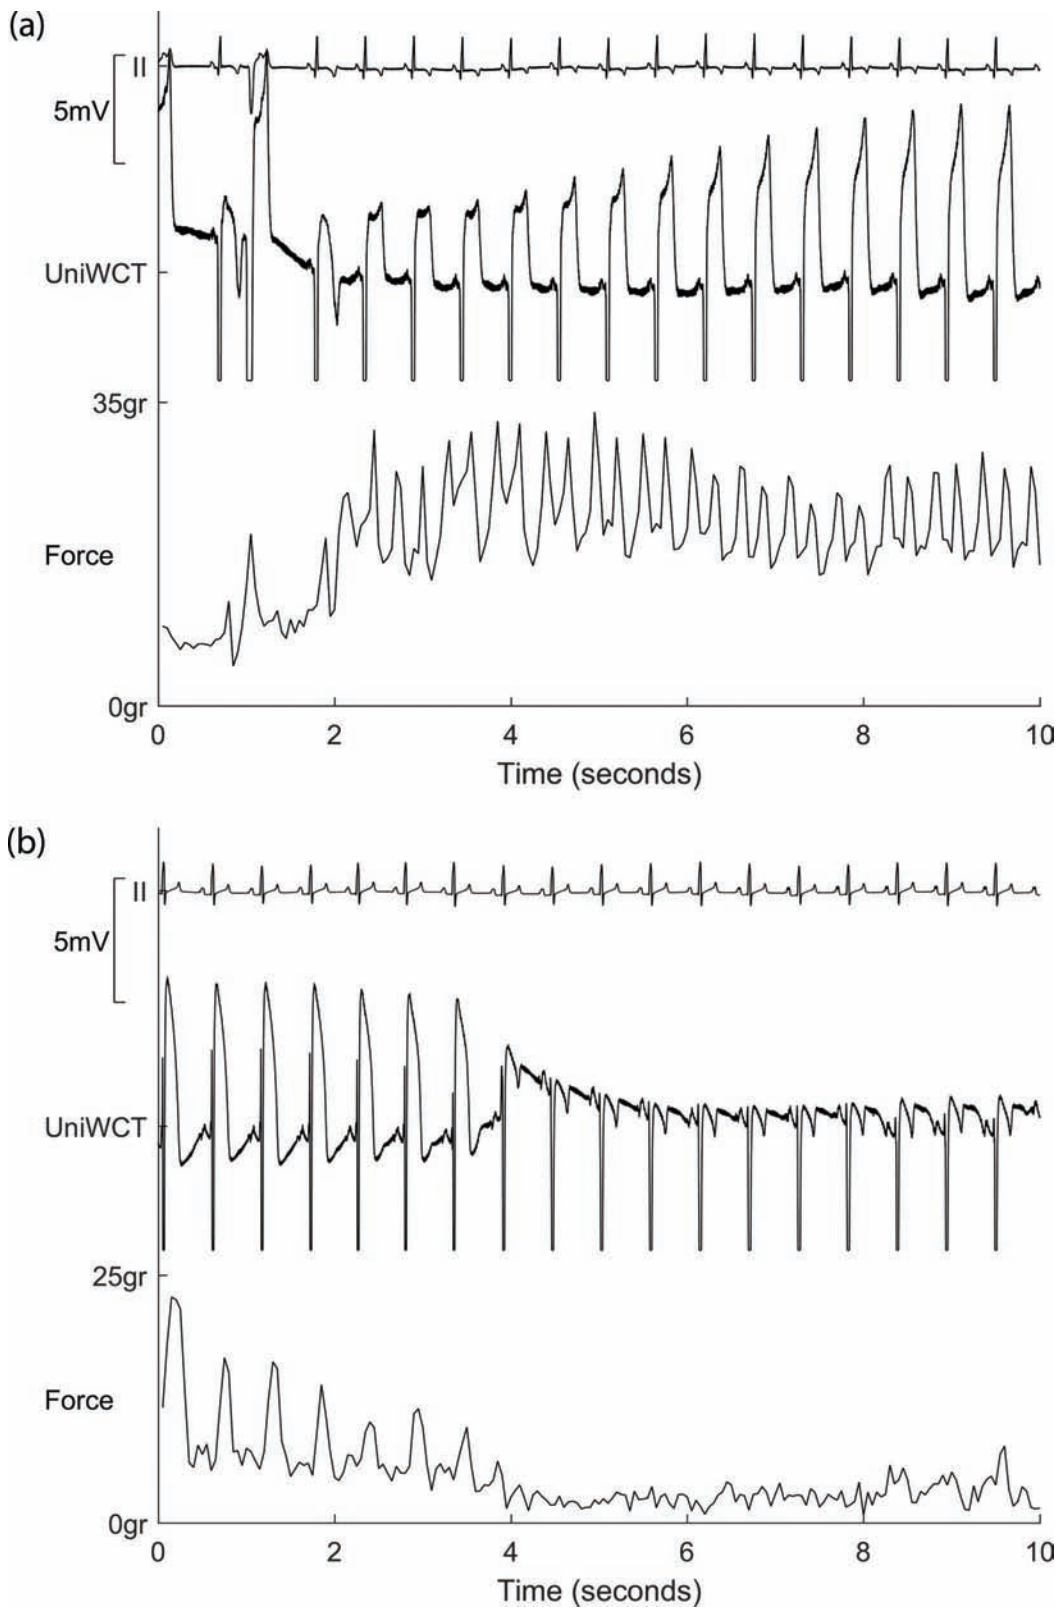 (a)
II
5mV
UniWCT
35gr
Force
0gr
0 2 4 6 8 10
Time (seconds)
(b)
II
5mV
UniWCT
25gr
Force
0gr
0 2 4 6 8 10
Time (seconds)